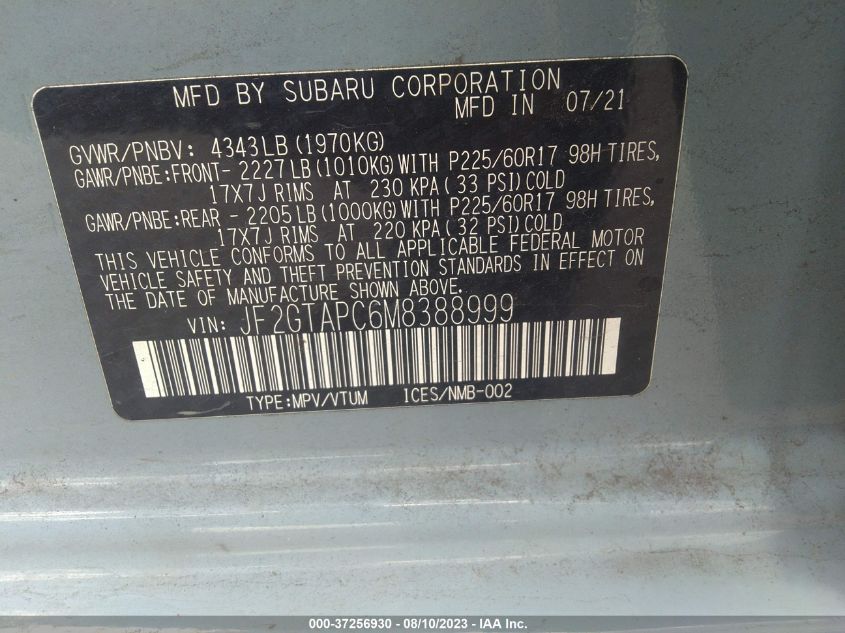 MFD BY SUBARU CORPORATION
MFD IN 07/21
GVWR/PNBV: 4343LB(1970KG)
GAWR/PNBE:FRONT- 2227LB(1010KG)WITH P225/60R17 98H TIRES,
17X7J RIMS AT 230 KPA(33 PSI)COLD
GAWR/PNBE:REAR - 2205LB(1000KG)WITH P225/60R17 98H TIRES,
17X7J RIMS AT 220 KPA(32 PSI)COLD
THIS VEHICLE CONFORMS TO ALL APPLICABLE FEDERAL MOTOR
VEHICLE SAFETY AND THEFT PREVENTION STANDARDS IN EFFECT ON
THE DATE OF MANUFACTURE SHOWN ABOVE.
VIN: JF2GTAPC6M8388999
TYPE:MPV/VTUM ICES/NMB-002
000-37256930 - 08/10/2023 - IAA Inc.